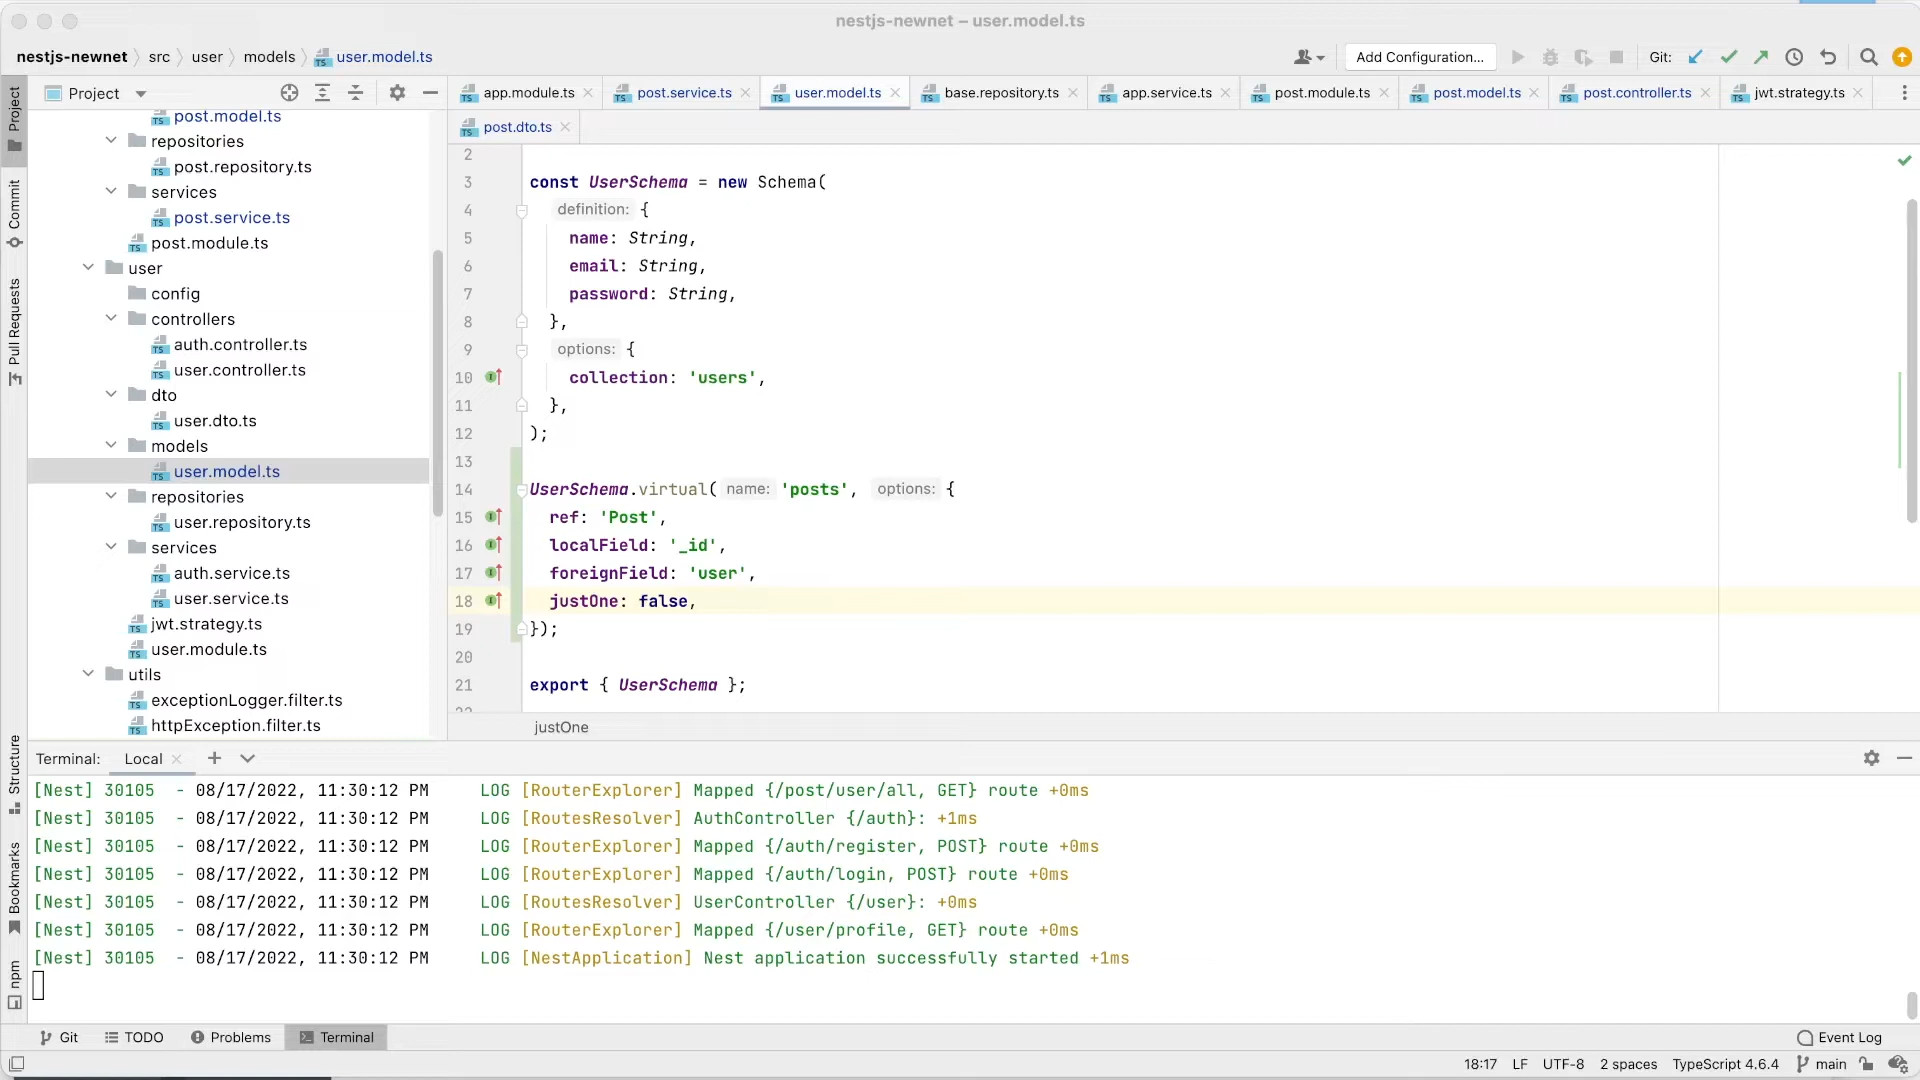 nestjs-newnet – user.model.ts
nestjs-newnet src user models user.model.ts
Add Configuration... Git:
Project
app.module.ts post.service.ts user.model.ts base.repository.ts app.service.ts post.module.ts post.model.ts post.controller.ts jwt.strategy.ts
post.dto.ts
Project
Commit
Pull Requests
Structure
Bookmarks
npm
post.model.ts
repositories
post.repository.ts
services
post.service.ts
post.module.ts
user
config
controllers
auth.controller.ts
user.controller.ts
dto
user.dto.ts
models
user.model.ts
repositories
user.repository.ts
services
auth.service.ts
user.service.ts
jwt.strategy.ts
user.module.ts
utils
exceptionLogger.filter.ts
httpException.filter.ts
2
3 const UserSchema = new Schema(
4 definition: {
5 name: String,
6 email: String,
7 password: String,
8 },
9 options: {
10 collection: 'users',
11 },
12 );
13
14 UserSchema.virtual( name: 'posts', options: {
15 ref: 'Post',
16 localField: '_id',
17 foreignField: 'user',
18 justOne: false,
19 });
20
21 export { UserSchema };
justOne
Terminal: Local
[Nest] 30105 - 08/17/2022, 11:30:12 PM LOG [RouterExplorer] Mapped {/post/user/all, GET} route +0ms
[Nest] 30105 - 08/17/2022, 11:30:12 PM LOG [RoutesResolver] AuthController {/auth}: +1ms
[Nest] 30105 - 08/17/2022, 11:30:12 PM LOG [RouterExplorer] Mapped {/auth/register, POST} route +0ms
[Nest] 30105 - 08/17/2022, 11:30:12 PM LOG [RouterExplorer] Mapped {/auth/login, POST} route +0ms
[Nest] 30105 - 08/17/2022, 11:30:12 PM LOG [RoutesResolver] UserController {/user}: +0ms
[Nest] 30105 - 08/17/2022, 11:30:12 PM LOG [RouterExplorer] Mapped {/user/profile, GET} route +0ms
[Nest] 30105 - 08/17/2022, 11:30:12 PM LOG [NestApplication] Nest application successfully started +1ms
Git TODO Problems Terminal Event Log
18:17 LF UTF-8 2 spaces TypeScript 4.6.4 main